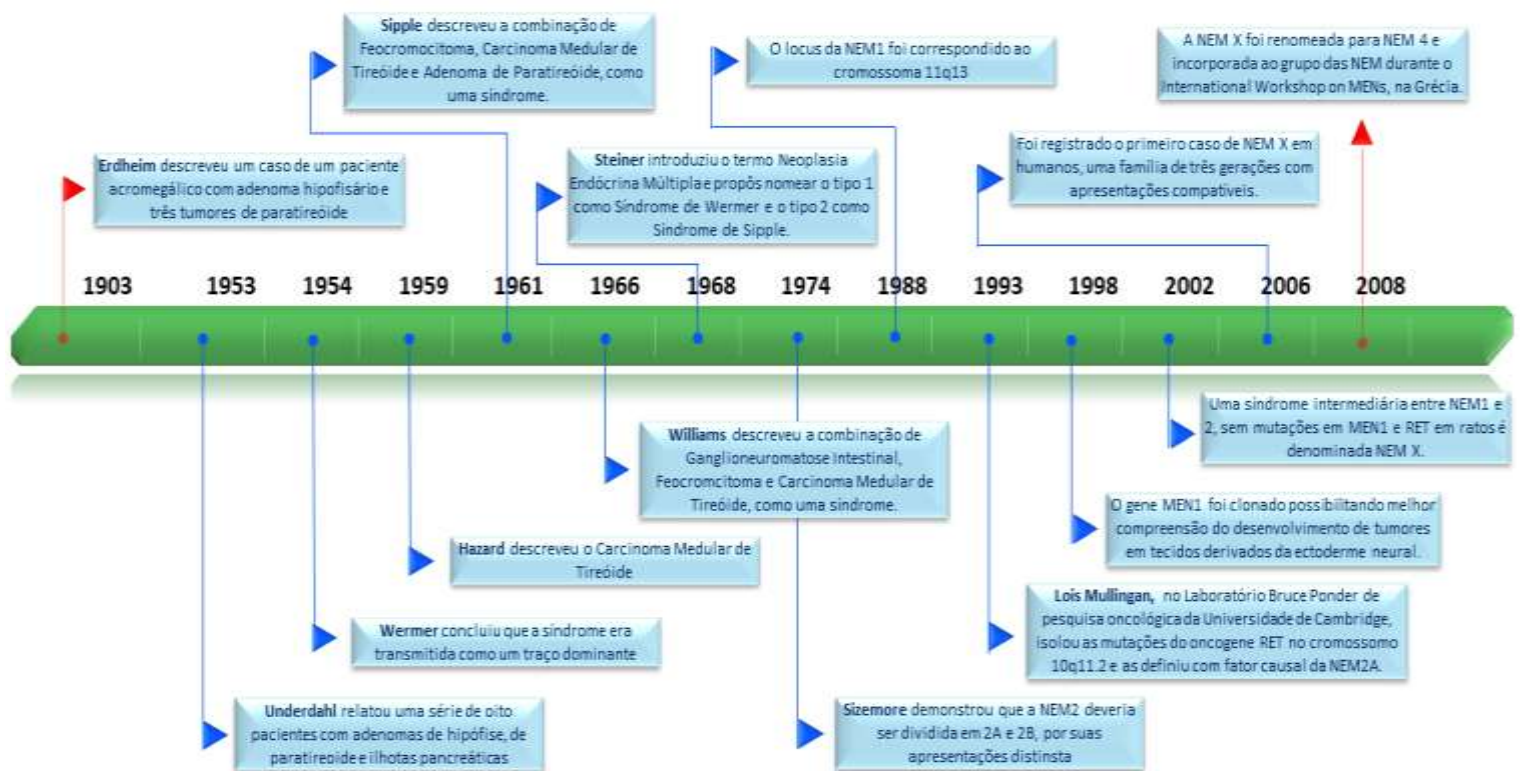 Sipple descreveu a combinação de
Feocromocitoma, Carcinoma Medular de
Tireóide e Adenoma de Paratireóide, como
uma síndrome.
O locus da NEM1 foi correspondido ao
cromossoma 11q13
A NEM X foi renomeada para NEM 4 e
incorporada ao grupo das NEM durante o
International Workshop on MENs, na Grécia.
Erdheim descreveu um caso de um paciente
acromegálico com adenoma hipofisário e
três tumores de paratireóide
Steiner introduziu o termo Neoplasia
Endócrina Múltipla e propôs nomear o tipo 1
como Síndrome de Wermer e o tipo 2 como
Síndrome de Sipple.
Foi registrado o primeiro caso de NEM X em
humanos, uma família de três gerações com
apresentações compatíveis.
1903 1953 1954 1959 1961 1966 1968 1974 1988 1993 1998 2002 2006 2008
Uma síndrome intermediária entre NEM1 e
2, sem mutações em MEN1 e RET em ratos é
denominada NEM X.
Williams descreveu a combinação de
Ganglioneuromatose Intestinal,
Feocromcitoma e Carcinoma Medular de
Tireóide, como uma síndrome.
O gene MEN1 foi clonado possibilitando melhor
compreensão do desenvolvimento de tumores
em tecidos derivados da ectoderme neural.
Hazard descreveu o Carcinoma Medular de
Tireóide
Lois Mullingan, no Laboratório Bruce Ponder de
pesquisa oncológica da Universidade de Cambridge,
isolou as mutações do oncogene RET no cromossomo
10q11.2 e as definiu com fator causal da NEM2A.
Wermer concluiu que a síndrome era
transmitida como um traço dominante
Underdahl relatou uma série de oito
pacientes com adenomas de hipófise, de
paratireoide e ilhotas pancreáticas
Sizemore demonstrou que a NEM2 deveria
ser dividida em 2A e 2B, por suas
apresentações distinsta